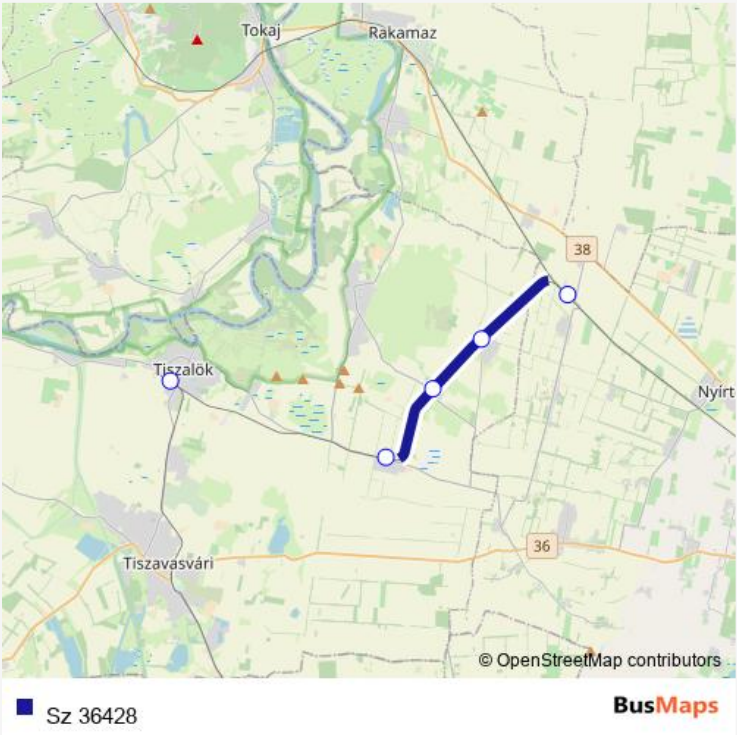 Tokaj
Rakamaz
38
Tiszalök
Nyírt
36
Tiszavasvári
© OpenStreetMap contributors
Sz 36428
BusMaps